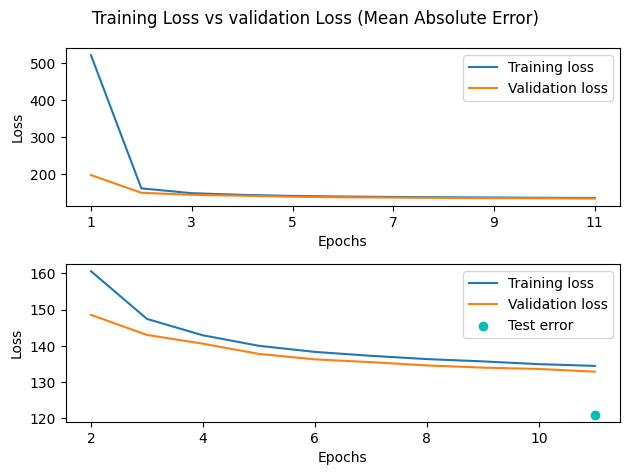 Training Loss vs validation Loss (Mean Absolute Error)
500
400
300
200
Loss
Training loss
Validation loss
1 3 5 7 9 11
Epochs
160
150
140
130
120
Loss
Training loss
Validation loss
Test error
2 4 6 8 10
Epochs